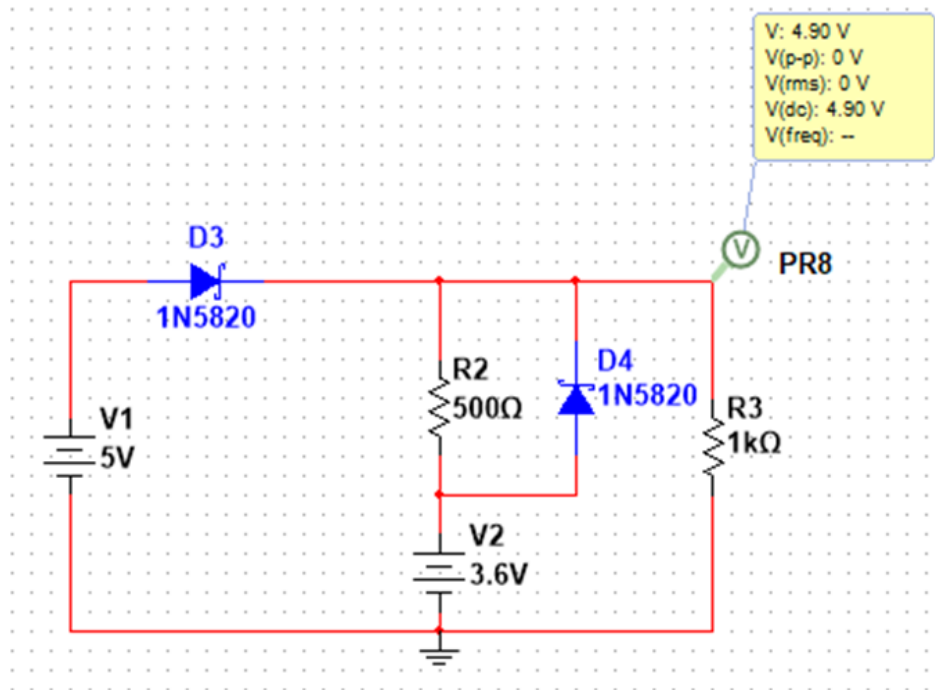 V: 4.90 V
V(p-p): 0 V
V(rms): 0 V
V(dc): 4.90 V
V(freq): --
V
PR8
D3
1N5820
R2
500Ω
D4
1N5820
R3
1kΩ
V1
5V
V2
3.6V